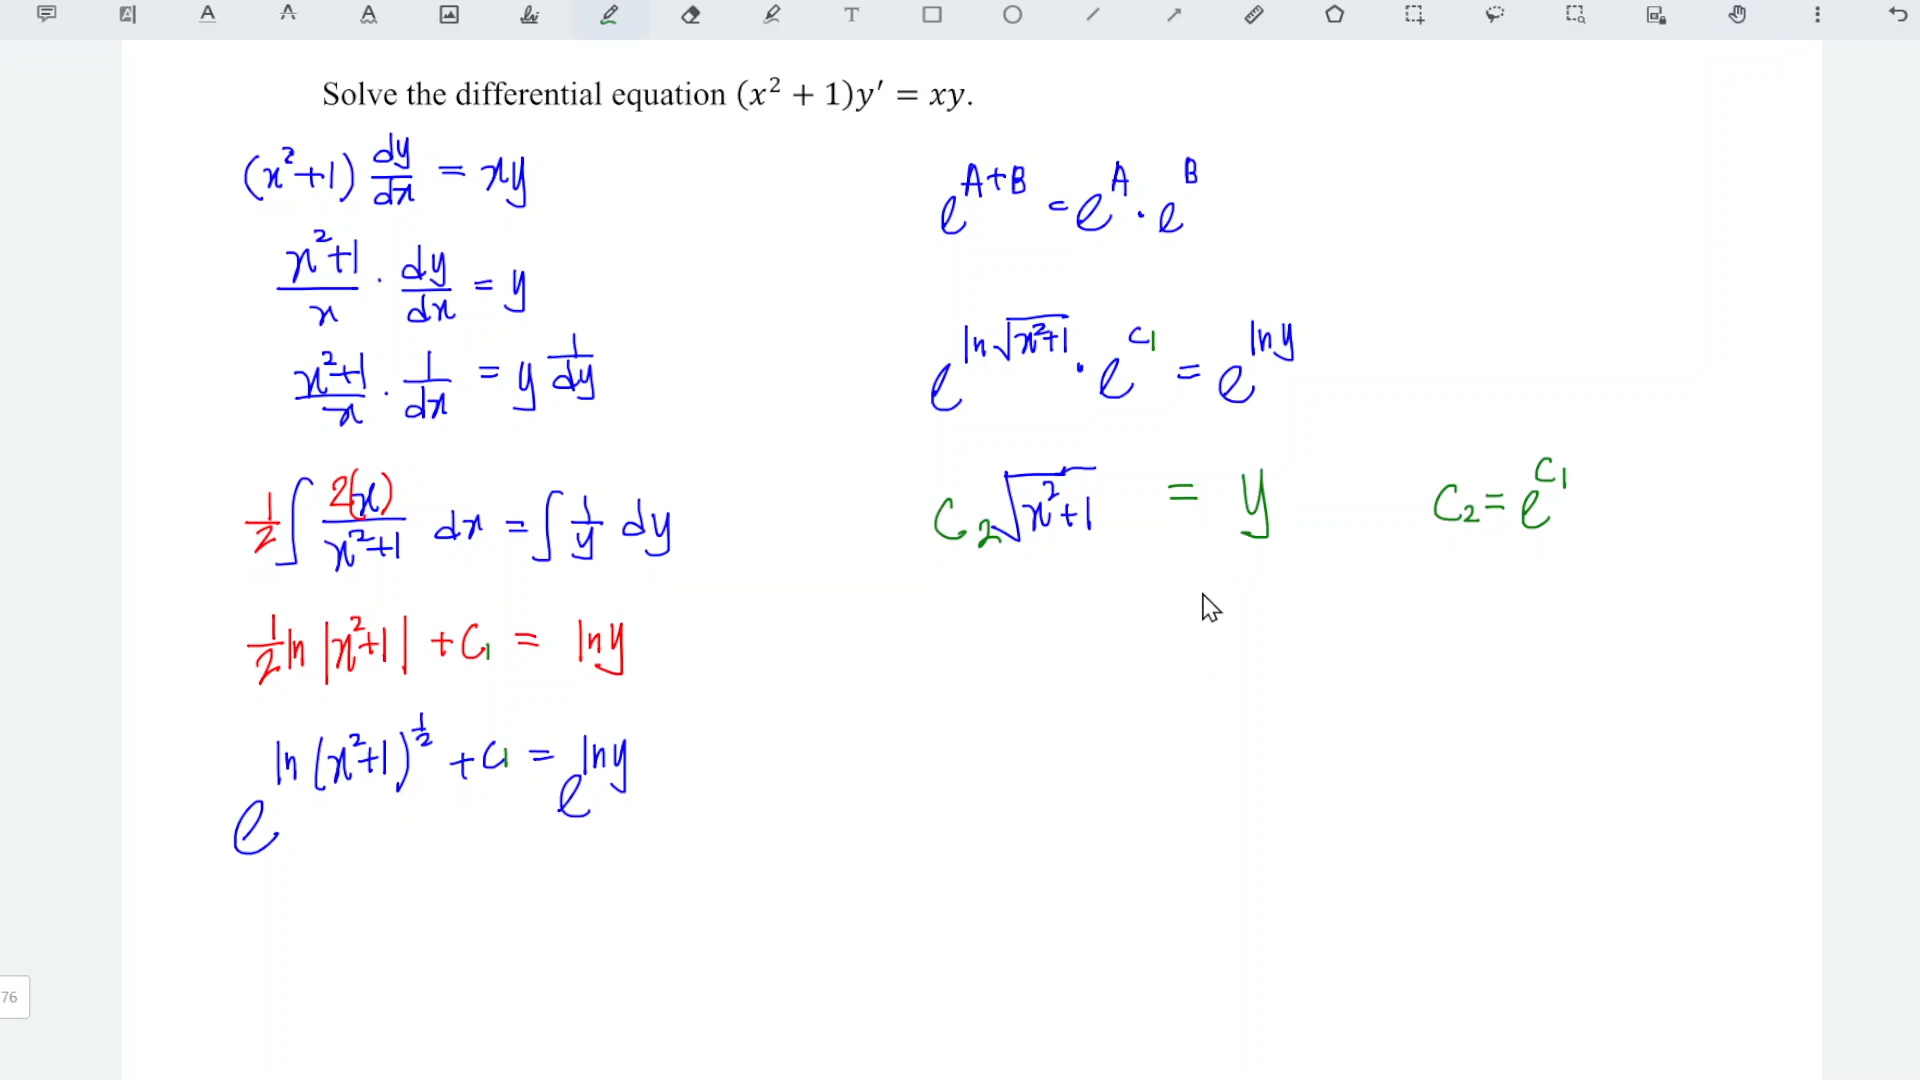 Solve the differential equation (x² + 1)y′ = xy.
(x²+1) dy/dx = xy
x²+1/x · dy/dx = y
x²+1/x · 1/dx = y 1/dy
1/2 ∫ 2(x)/x²+1 dx = ∫ 1/y dy
1/2 ln |x²+1| + C₁ = ln y
e^{ln (x²+1)^{1/2} + C₁} = e^{ln y}
e^{A+B} = e^A · e^B
e^{ln √(x²+1)} · e^{C₁} = e^{ln y}
C₂ √(x²+1) = y
C₂ = e^{C₁}
76